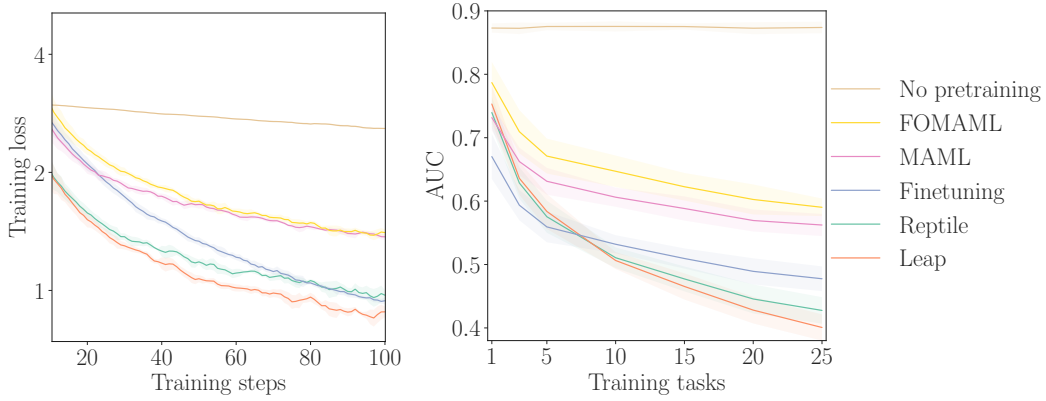 4
2
1
Training loss
20 40 60 80 100
Training steps
0.9
0.8
0.7
0.6
0.5
0.4
AUC
1 5 10 15 20 25
Training tasks
No pretraining
FOMAML
MAML
Finetuning
Reptile
Leap